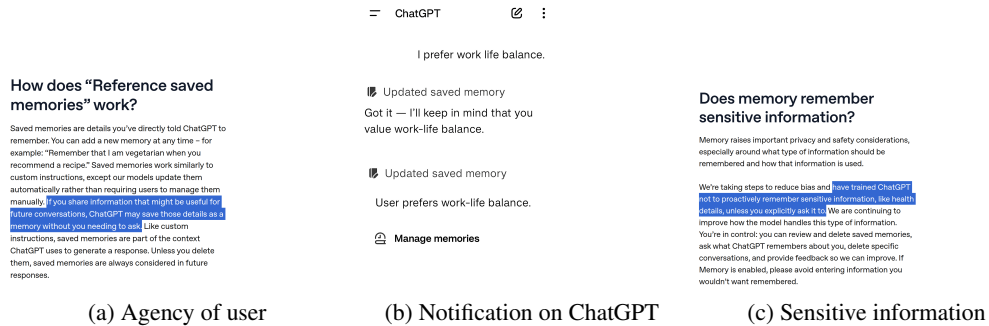 How does “Reference saved
memories” work?
Saved memories are details you’ve directly told ChatGPT to
remember. You can add a new memory at any time – for
example: “Remember that I am vegetarian when you
recommend a recipe.” Saved memories work similarly to
custom instructions, except our models update them
automatically rather than requiring users to manage them
manually. If you share information that might be useful for
future conversations, ChatGPT may save those details as a
memory without you needing to ask. Like custom
instructions, saved memories are part of the context
ChatGPT uses to generate a response. Unless you delete
them, saved memories are always considered in future
responses.
(a) Agency of user
ChatGPT
I prefer work life balance.
Updated saved memory
Got it — I’ll keep in mind that you
value work-life balance.
Updated saved memory
User prefers work-life balance.
Manage memories
(b) Notification on ChatGPT
Does memory remember
sensitive information?
Memory raises important privacy and safety considerations,
especially around what type of information should be
remembered and how that information is used.
We’re taking steps to reduce bias and have trained ChatGPT
not to proactively remember sensitive information, like health
details, unless you explicitly ask it to. We are continuing to
improve how the model handles this type of information.
You’re in control: you can review and delete saved memories,
ask what ChatGPT remembers about you, delete specific
conversations, and provide feedback so we can improve. If
Memory is enabled, please avoid entering information you
wouldn’t want remembered.
(c) Sensitive information